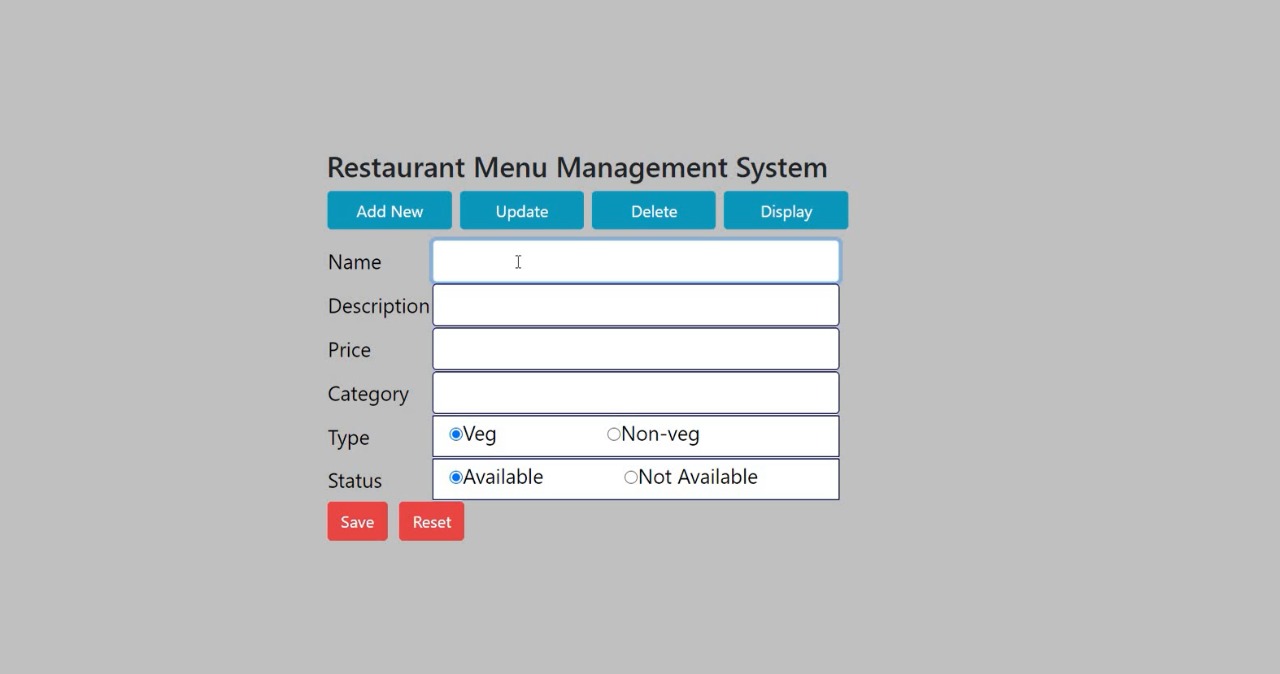 Restaurant Menu Management System
Add New Update Delete Display
Name
Description
Price
Category
Type Veg Non-veg
Status Available Not Available
Save Reset